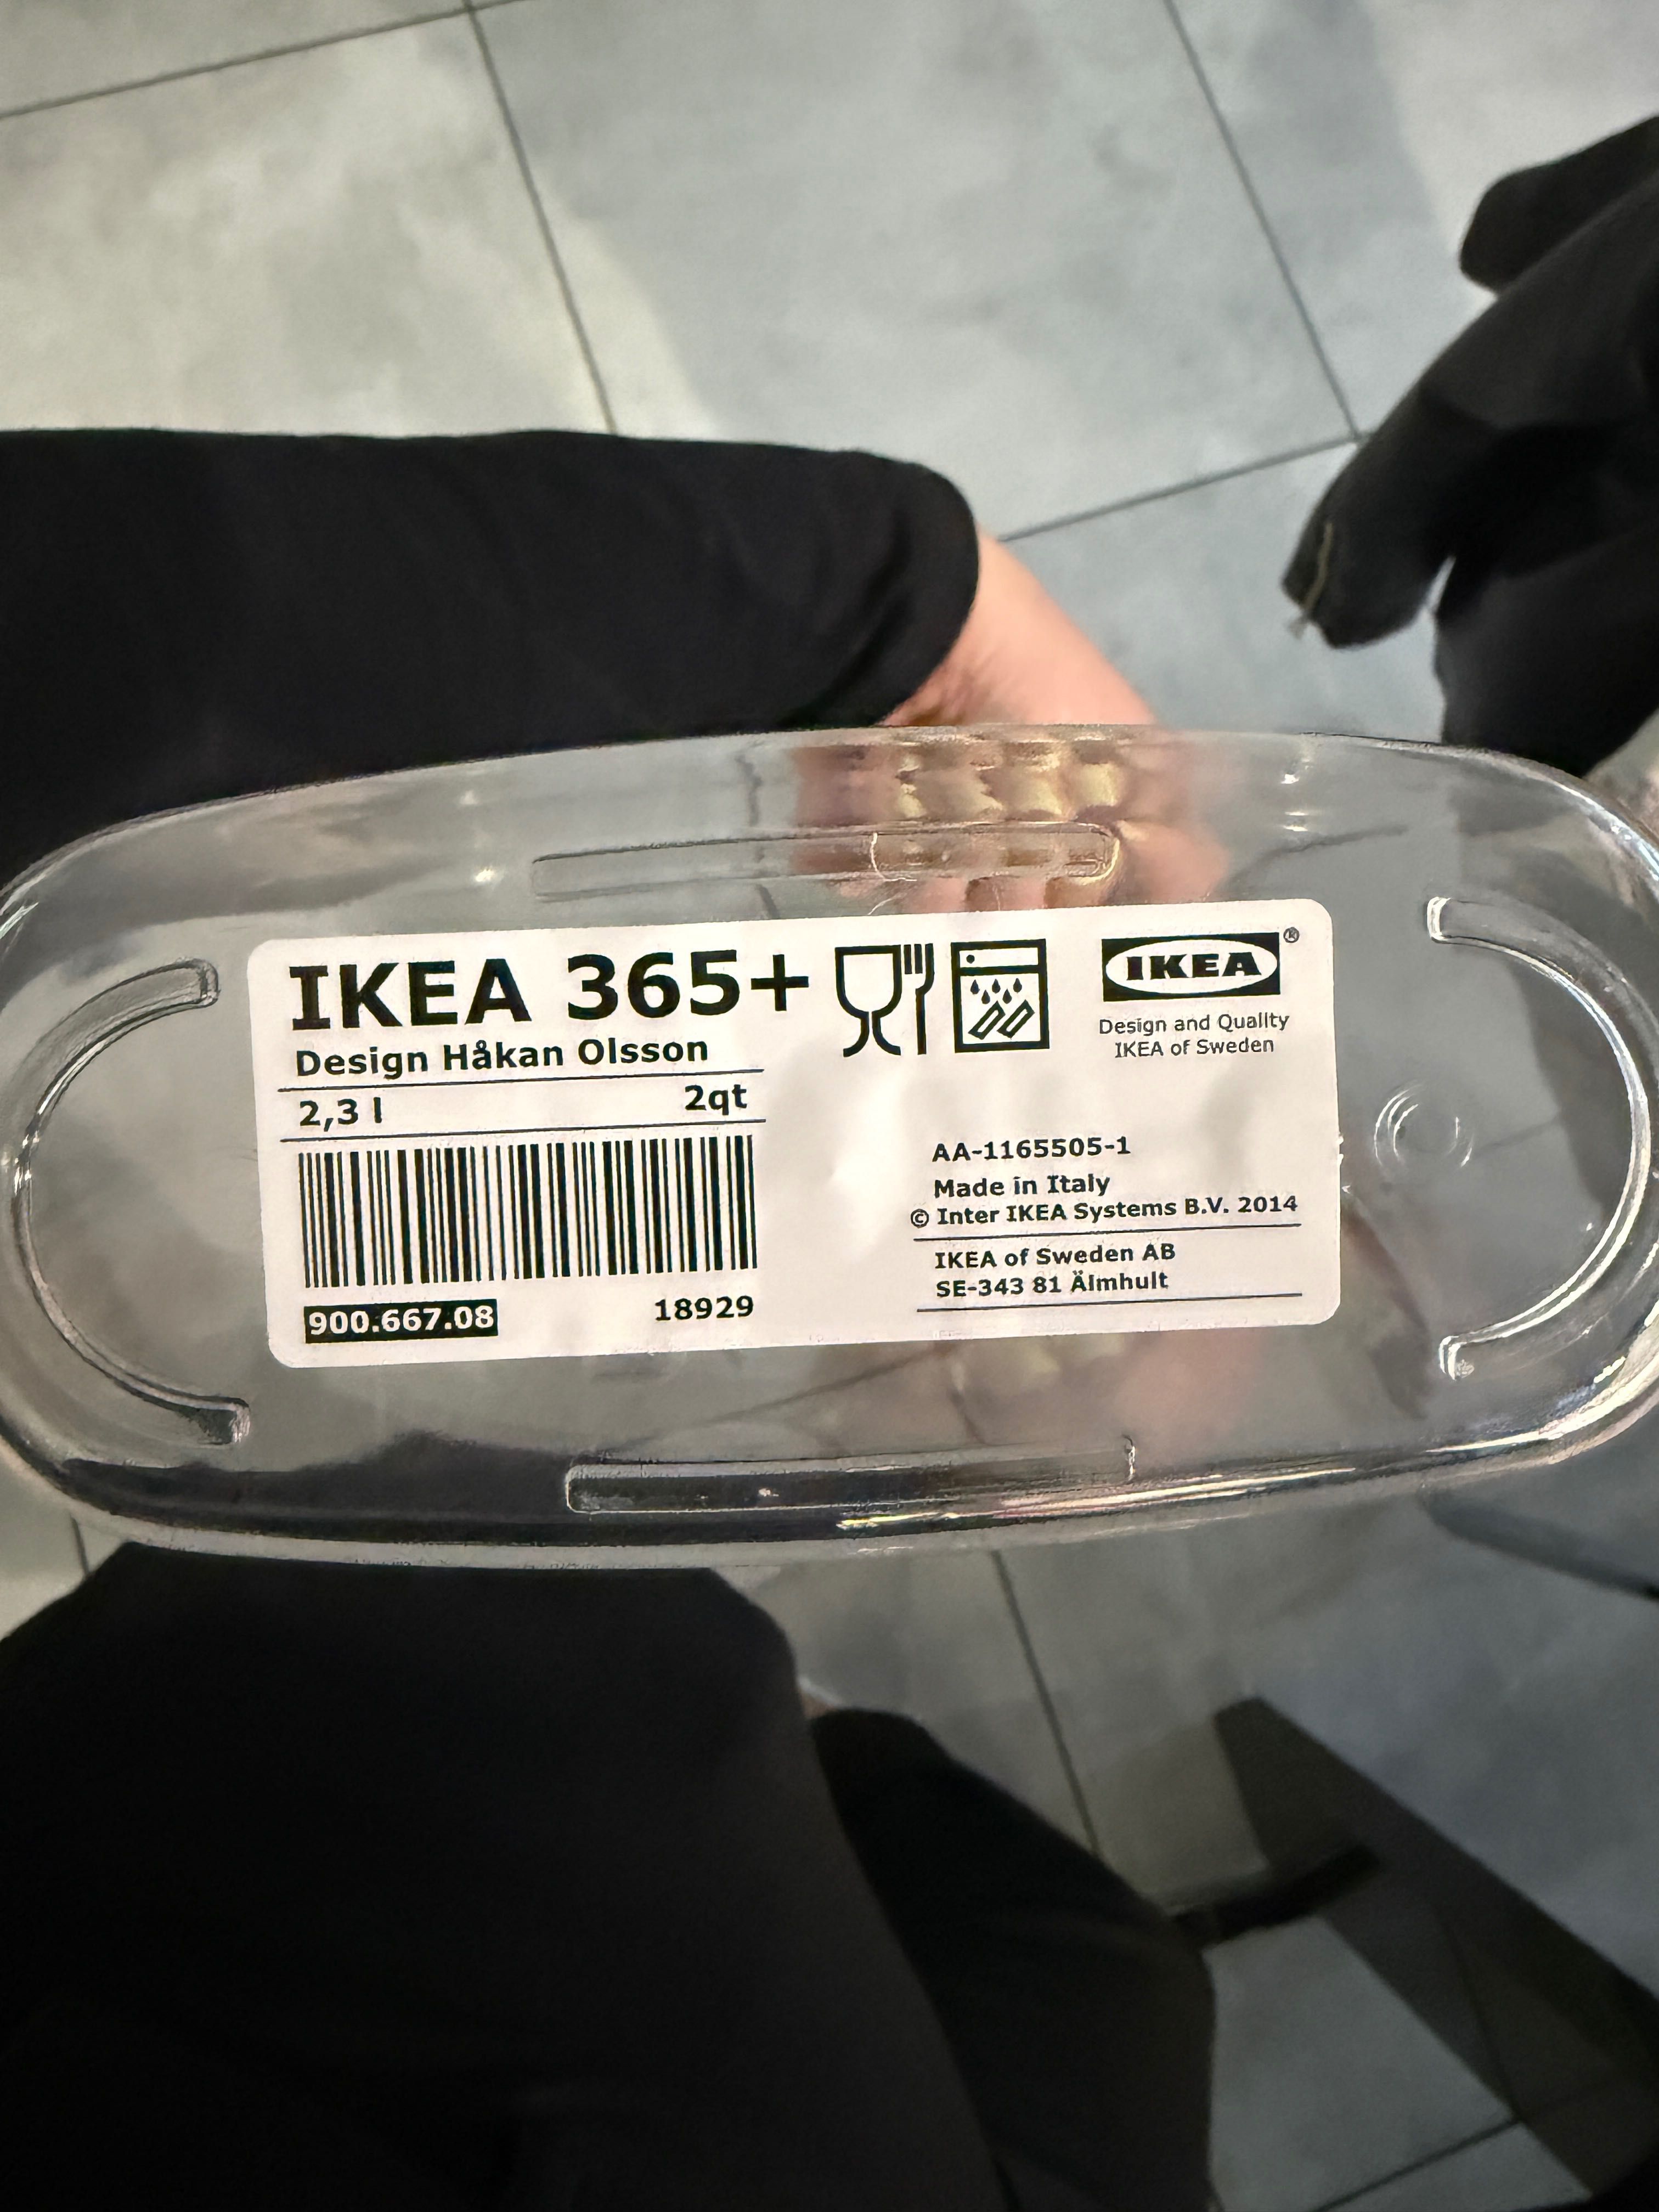 IKEA 365+
Design Håkan Olsson
2,3 l 2qt
900.667.08 18929
IKEA ®
Design and Quality
IKEA of Sweden
AA-1165505-1
Made in Italy
© Inter IKEA Systems B.V. 2014
IKEA of Sweden AB
SE-343 81 Älmhult